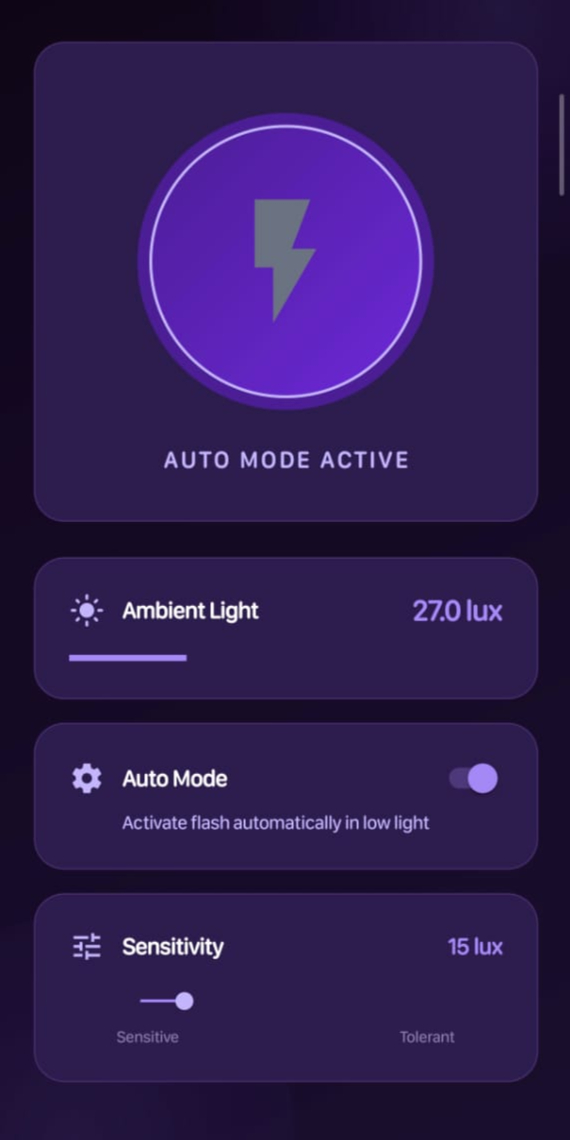 AUTO MODE ACTIVE
Ambient Light 27.0 lux
Auto Mode
Activate flash automatically in low light
Sensitivity 15 lux
Sensitive Tolerant